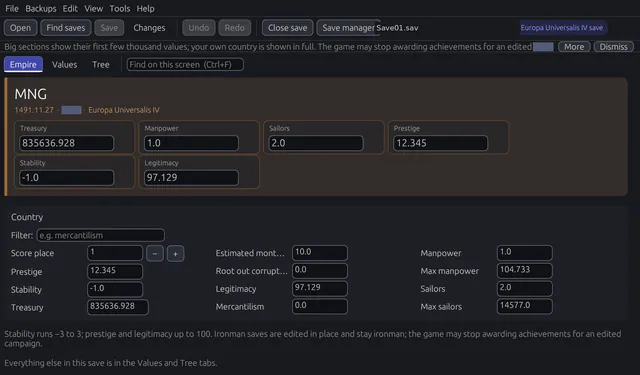 File Backups Edit View Tools Help
Open Find saves Save Changes Undo Redo Close save Save manager Save01.sav Europa Universalis IV save
Big sections show their first few thousand values; your own country is shown in full. The game may stop awarding achievements for an edited More Dismiss
Empire Values Tree Find on this screen (Ctrl+F)
MNG
1491.11.27 · · Europa Universalis IV
Treasury Manpower Sailors Prestige
835636.928 1.0 2.0 12.345
Stability Legitimacy
-1.0 97.129
Country
Filter: e.g. mercantilism
Score place 1 − + Estimated mont... 10.0 Manpower 1.0
Prestige 12.345 Root out corrupt... 0.0 Max manpower 104.733
Stability -1.0 Legitimacy 97.129 Sailors 2.0
Treasury 835636.928 Mercantilism 0.0 Max sailors 14577.0
Stability runs −3 to 3; prestige and legitimacy up to 100. Ironman saves are edited in place and stay ironman; the game may stop awarding achievements for an edited
campaign.
Everything else in this save is in the Values and Tree tabs.